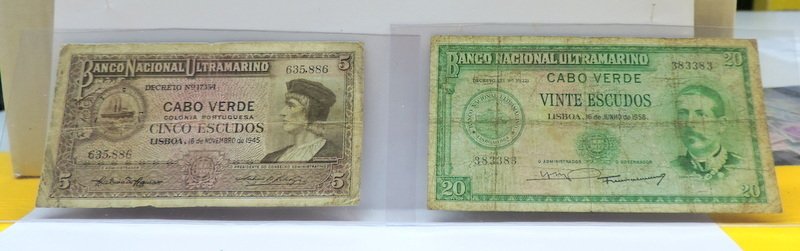 BANCO NACIONAL ULTRAMARINO
5
635,886
DECRETO Nº 17154
CABO VERDE
COLONIA PORTUGUESA
CINCO ESCUDOS
LISBOA, 16 DE NOVEMBRO DE 1945
635,886
5
5
BANCO NACIONAL ULTRAMARINO
20
383383
CABO VERDE
VINTE ESCUDOS
LISBOA, 16 DE JUNHO DE 1958
383383
O ADMINISTRADOR
O GOVERNADOR
20
20